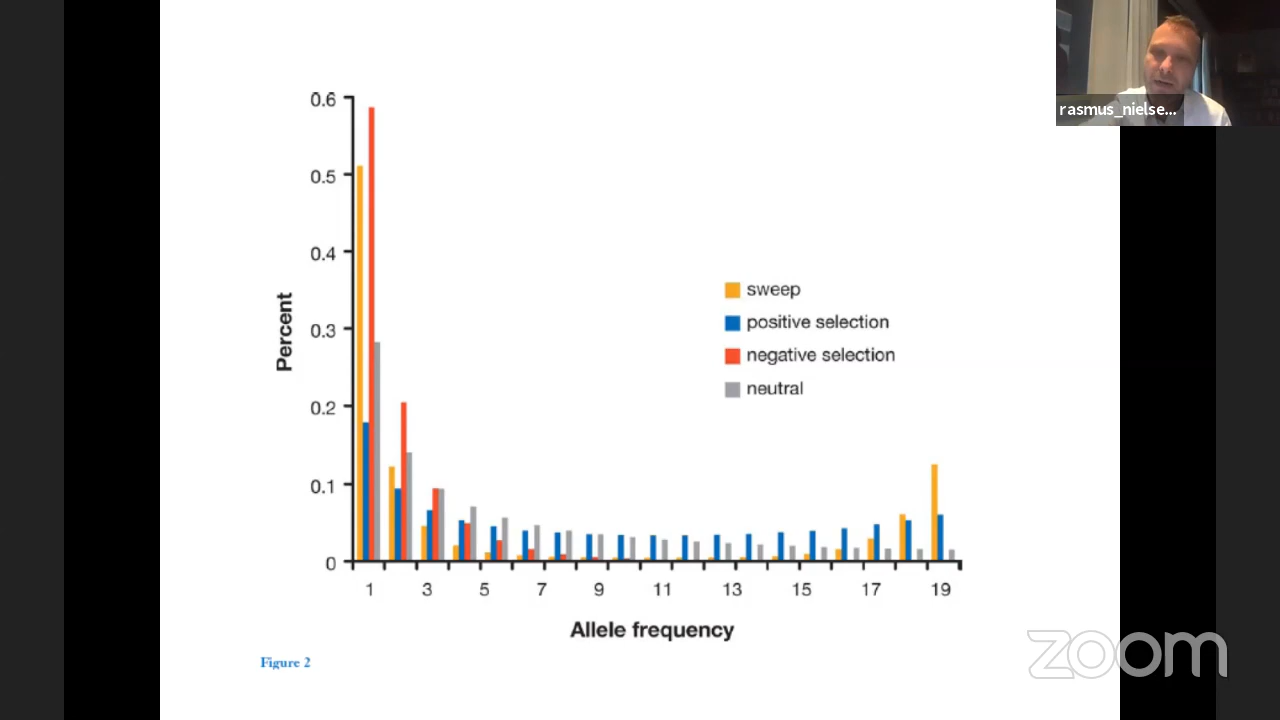 rasmus_nielse...
0.6
0.5
0.4
0.3
0.2
0.1
0
Percent
sweep
positive selection
negative selection
neutral
1 3 5 7 9 11 13 15 17 19
Allele frequency
Figure 2
zoom